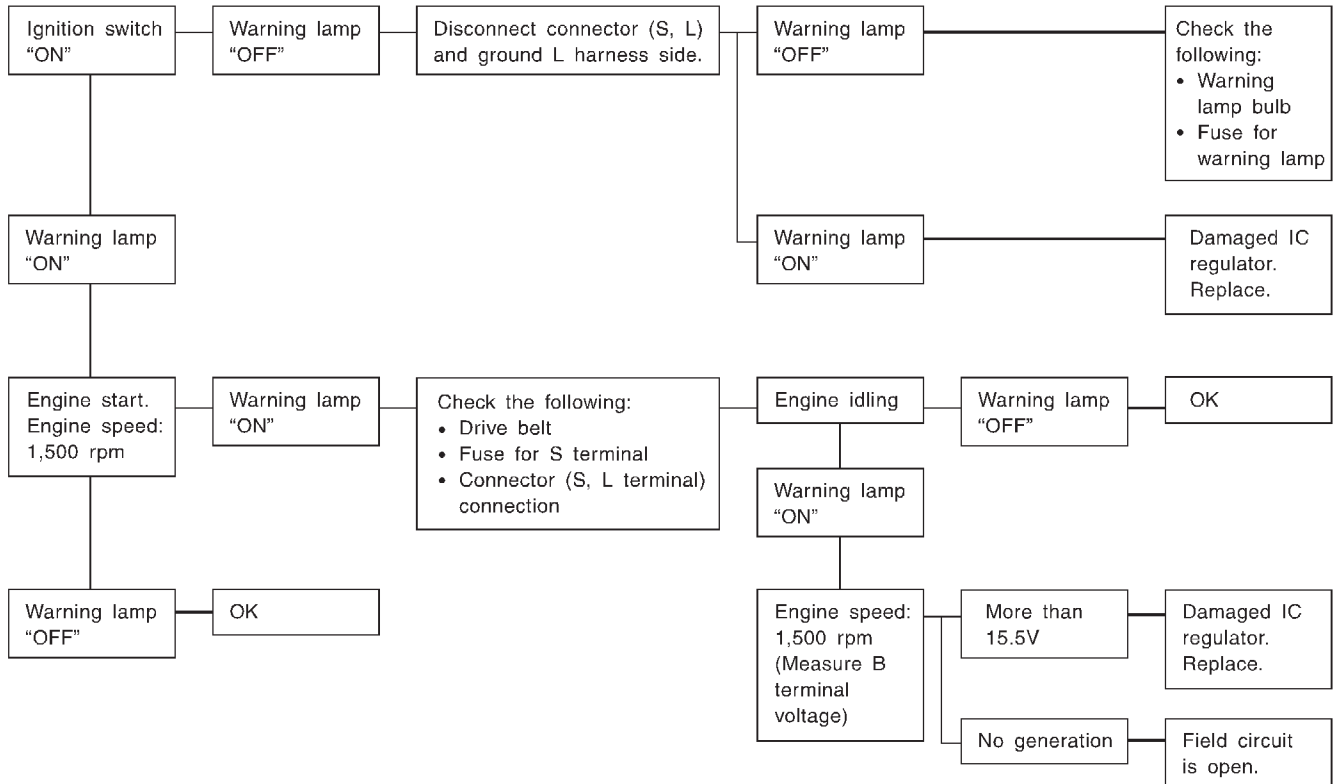 Ignition switch
“ON”
Warning lamp
“OFF”
Disconnect connector (S, L)
and ground L harness side.
Warning lamp
“OFF”
Check the
following:
• Warning
lamp bulb
• Fuse for
warning lamp
Warning lamp
“ON”
Warning lamp
“ON”
Damaged IC
regulator.
Replace.
Engine start.
Engine speed:
1,500 rpm
Warning lamp
“ON”
Check the following:
• Drive belt
• Fuse for S terminal
• Connector (S, L terminal)
connection
Engine idling
Warning lamp
“OFF”
OK
Warning lamp
“ON”
Warning lamp
“OFF”
OK
Engine speed:
1,500 rpm
(Measure B
terminal
voltage)
More than
15.5V
Damaged IC
regulator.
Replace.
No generation
Field circuit
is open.